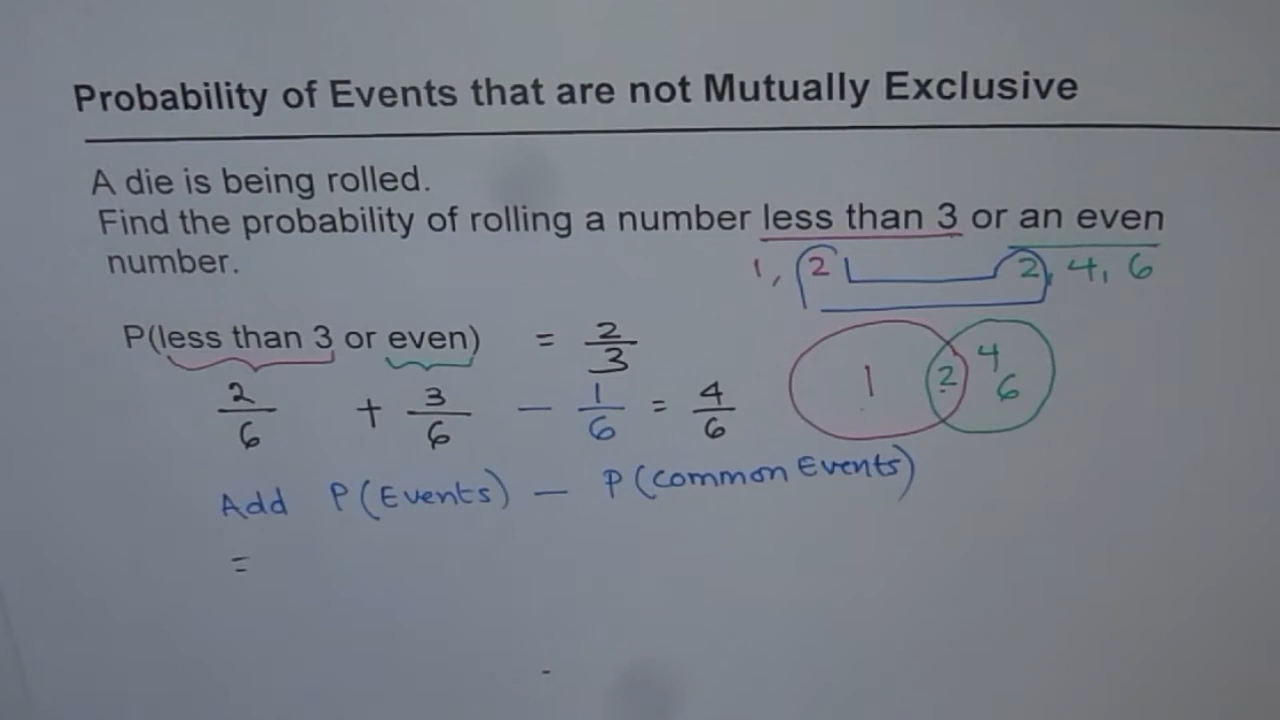 Probability of Events that are not Mutually Exclusive
A die is being rolled.
Find the probability of rolling a number less than 3 or an even
number.
1, 2 2, 4, 6
P(less than 3 or even) = 2/3
1 2 4 6
2/6 + 3/6 - 1/6 = 4/6
Add P(Events) - P(Common Events)
=